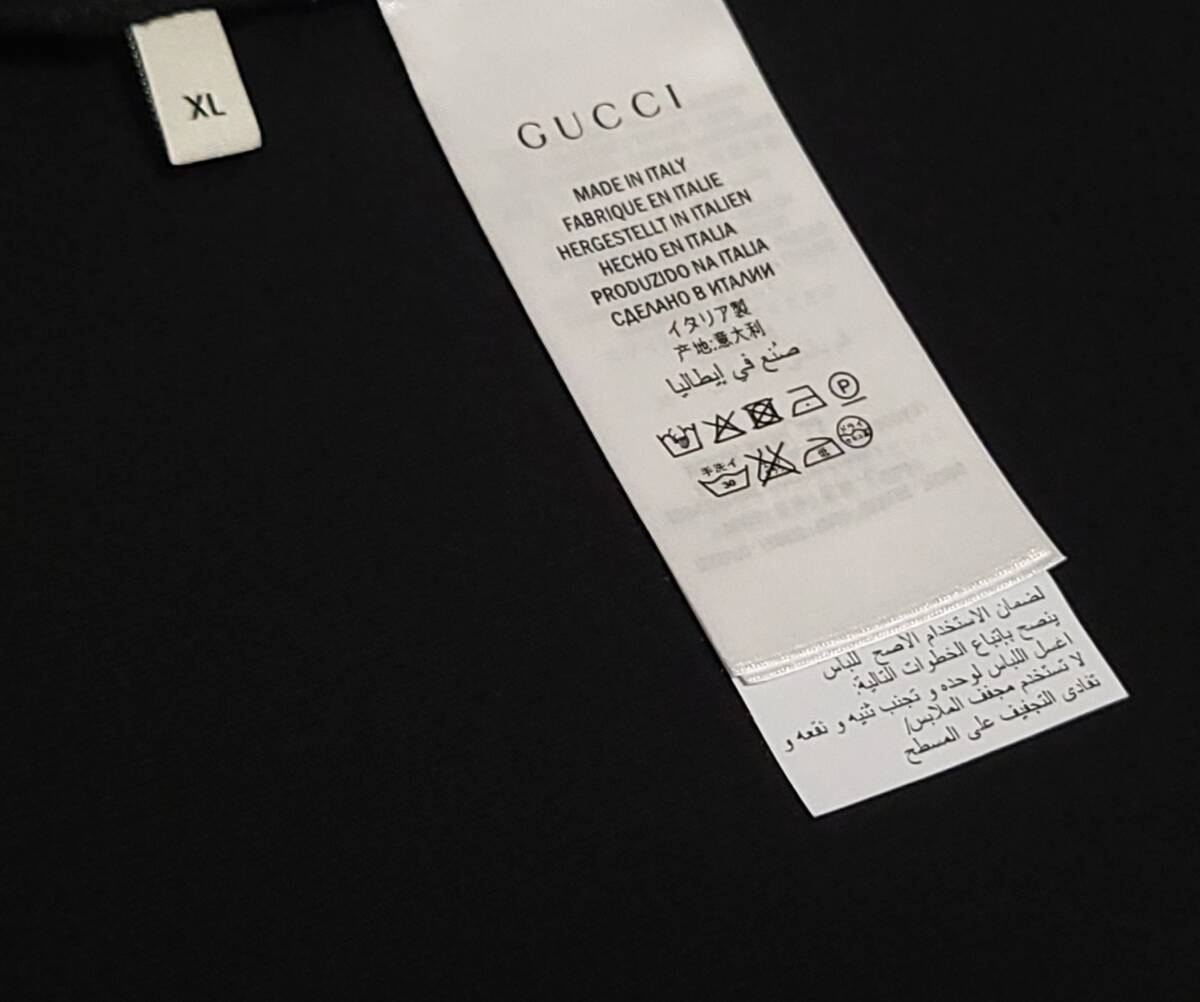 XL
GUCCI
MADE IN ITALY
FABRIQUE EN ITALIE
HERGESTELLT IN ITALIEN
HECHO EN ITALIA
PRODUZIDO NA ITALIA
СДЕЛАНО В ИТАЛИИ
イタリア製
产地:意大利
صُنع في إيطاليا
P
手洗イ
30
لضمان الاستخدام الاصح للباس
ينصح بإتباع الخطوات التالية:
اغسل اللباس لوحده و تجنب ثنيه و نقعه و
لا تستخدم مجفف الملابس/
تفادى التجفيف على المسطح